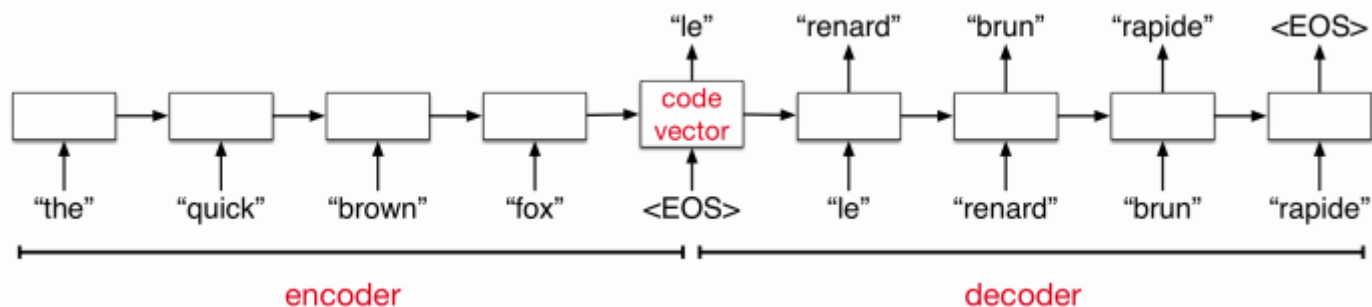 “le” “renard” “brun” “rapide” <EOS>
code
vector
“the” “quick” “brown” “fox” <EOS> “le” “renard” “brun” “rapide”
encoder decoder